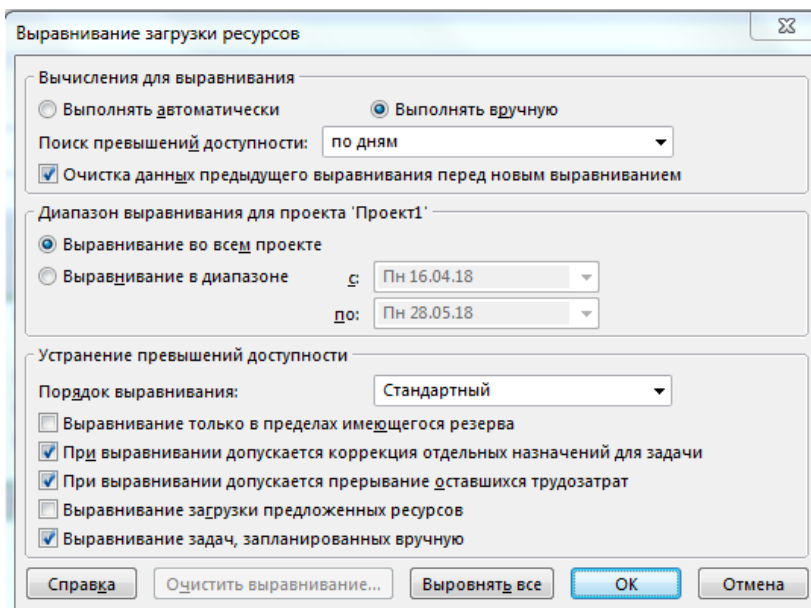 Выравнивание загрузки ресурсов
Вычисления для выравнивания
Выполнять автоматически Выполнять вручную
Поиск превышений доступности: по дням
Очистка данных предыдущего выравнивания перед новым выравниванием
Диапазон выравнивания для проекта 'Проект1'
Выравнивание во всем проекте
Выравнивание в диапазоне с: Пн 16.04.18
по: Пн 28.05.18
Устранение превышений доступности
Порядок выравнивания: Стандартный
Выравнивание только в пределах имеющегося резерва
При выравнивании допускается коррекция отдельных назначений для задачи
При выравнивании допускается прерывание оставшихся трудозатрат
Выравнивание загрузки предложенных ресурсов
Выравнивание задач, запланированных вручную
Справка Очистить выравнивание... Выровнять все ОК Отмена